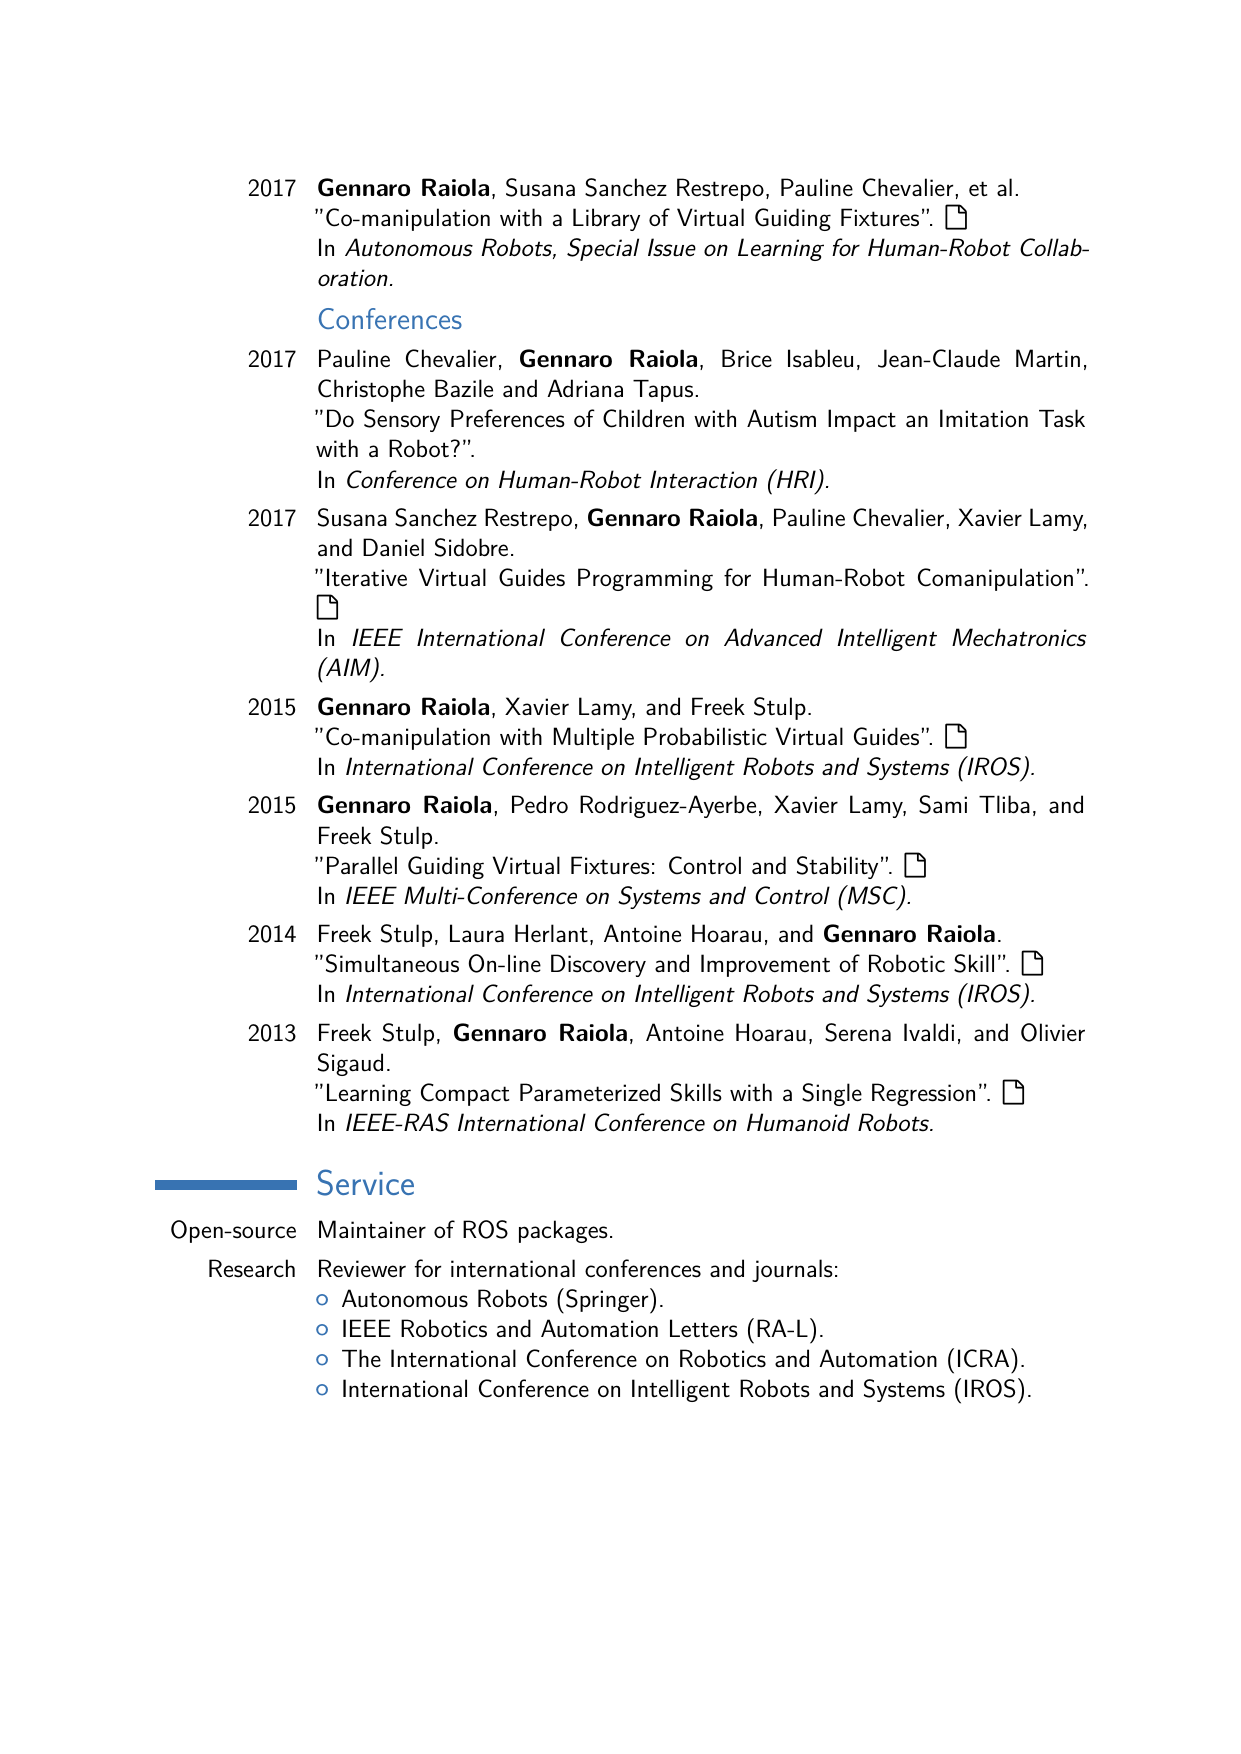 2017 Gennaro Raiola, Susana Sanchez Restrepo, Pauline Chevalier, et al.
”Co-manipulation with a Library of Virtual Guiding Fixtures”.
In Autonomous Robots, Special Issue on Learning for Human-Robot Collab-
oration.
Conferences
2017 Pauline Chevalier, Gennaro Raiola, Brice Isableu, Jean-Claude Martin,
Christophe Bazile and Adriana Tapus.
”Do Sensory Preferences of Children with Autism Impact an Imitation Task
with a Robot?”.
In Conference on Human-Robot Interaction (HRI).
2017 Susana Sanchez Restrepo, Gennaro Raiola, Pauline Chevalier, Xavier Lamy,
and Daniel Sidobre.
”Iterative Virtual Guides Programming for Human-Robot Comanipulation”.
In IEEE International Conference on Advanced Intelligent Mechatronics
(AIM).
2015 Gennaro Raiola, Xavier Lamy, and Freek Stulp.
”Co-manipulation with Multiple Probabilistic Virtual Guides”.
In International Conference on Intelligent Robots and Systems (IROS).
2015 Gennaro Raiola, Pedro Rodriguez-Ayerbe, Xavier Lamy, Sami Tliba, and
Freek Stulp.
”Parallel Guiding Virtual Fixtures: Control and Stability”.
In IEEE Multi-Conference on Systems and Control (MSC).
2014 Freek Stulp, Laura Herlant, Antoine Hoarau, and Gennaro Raiola.
”Simultaneous On-line Discovery and Improvement of Robotic Skill”.
In International Conference on Intelligent Robots and Systems (IROS).
2013 Freek Stulp, Gennaro Raiola, Antoine Hoarau, Serena Ivaldi, and Olivier
Sigaud.
”Learning Compact Parameterized Skills with a Single Regression”.
In IEEE-RAS International Conference on Humanoid Robots.
Service
Open-source Maintainer of ROS packages.
Research Reviewer for international conferences and journals:
Autonomous Robots (Springer).
IEEE Robotics and Automation Letters (RA-L).
The International Conference on Robotics and Automation (ICRA).
International Conference on Intelligent Robots and Systems (IROS).